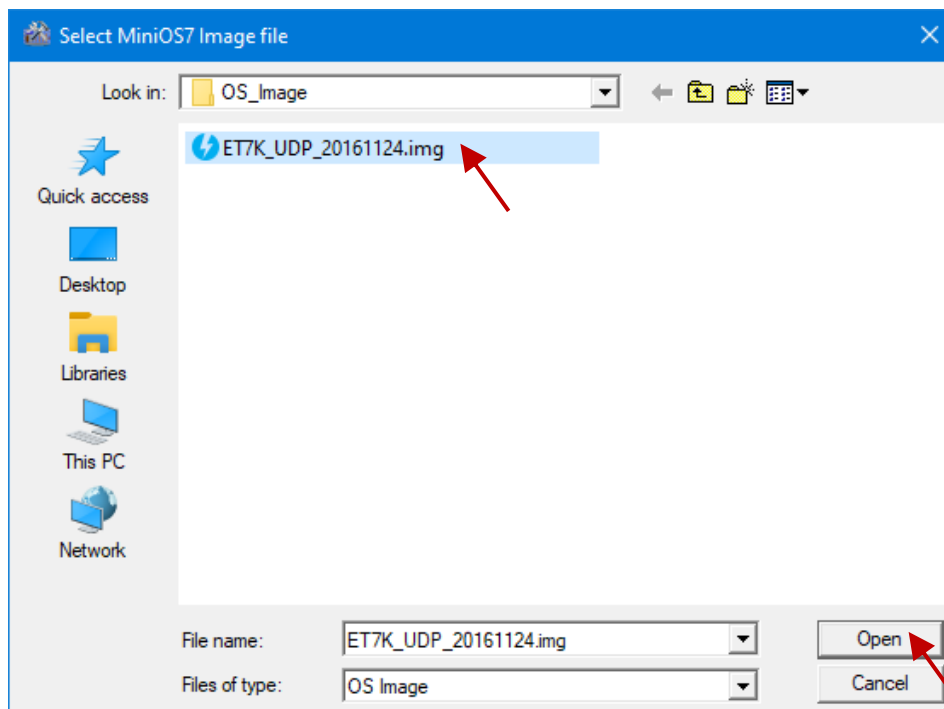 Select MiniOS7 Image file
Look in: OS_Image
ET7K_UDP_20161124.img
Quick access
Desktop
Libraries
This PC
Network
File name: ET7K_UDP_20161124.img Open
Files of type: OS Image Cancel